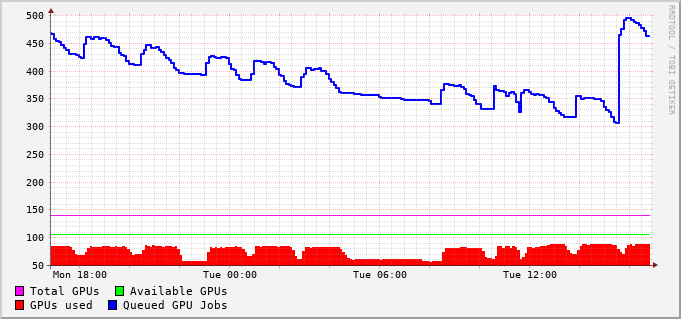 500
450
400
350
300
250
200
150
100
50
Mon 18:00 Tue 00:00 Tue 06:00 Tue 12:00
Total GPUs Available GPUs
GPUs used Queued GPU Jobs
RRDTOOL / TOBI OETIKER